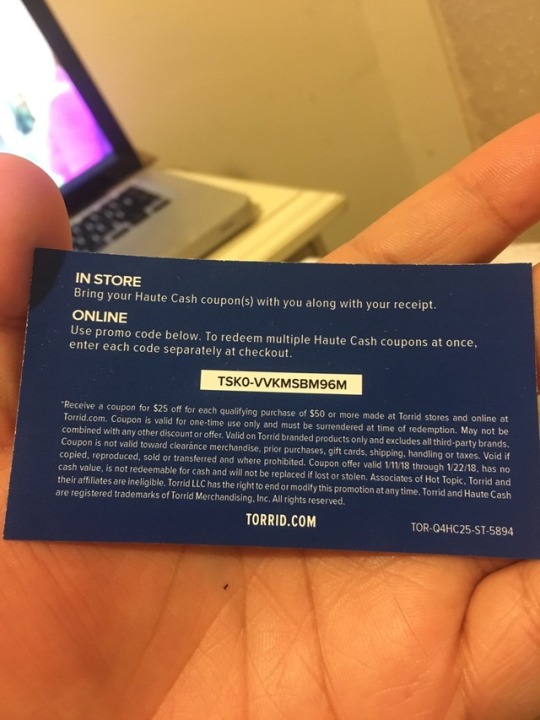 IN STORE
Bring your Haute Cash coupon(s) with you along with your receipt.
ONLINE
Use promo code below. To redeem multiple Haute Cash coupons at once,
enter each code separately at checkout.
TSK0-VVKMSBM96M
*Receive a coupon for $25 off for each qualifying purchase of $50 or more made at Torrid stores and online at
Torrid.com. Coupon is valid for one-time use only and must be surrendered at time of redemption. May not be
combined with any other discount or offer. Valid on Torrid branded products only and excludes all third-party brands.
Coupon is not valid toward clearance merchandise, prior purchases, gift cards, shipping, handling or taxes. Void if
copied, reproduced, sold or transferred and where prohibited. Coupon offer valid 1/11/18 through 1/22/18, has no
cash value, is not redeemable for cash and will not be replaced if lost or stolen. Associates of Hot Topic, Torrid and
their affiliates are ineligible. Torrid LLC has the right to end or modify this promotion at any time. Torrid and Haute Cash
are registered trademarks of Torrid Merchandising, Inc. All rights reserved.
TORRID.COM
TOR-Q4HC25-ST-5894